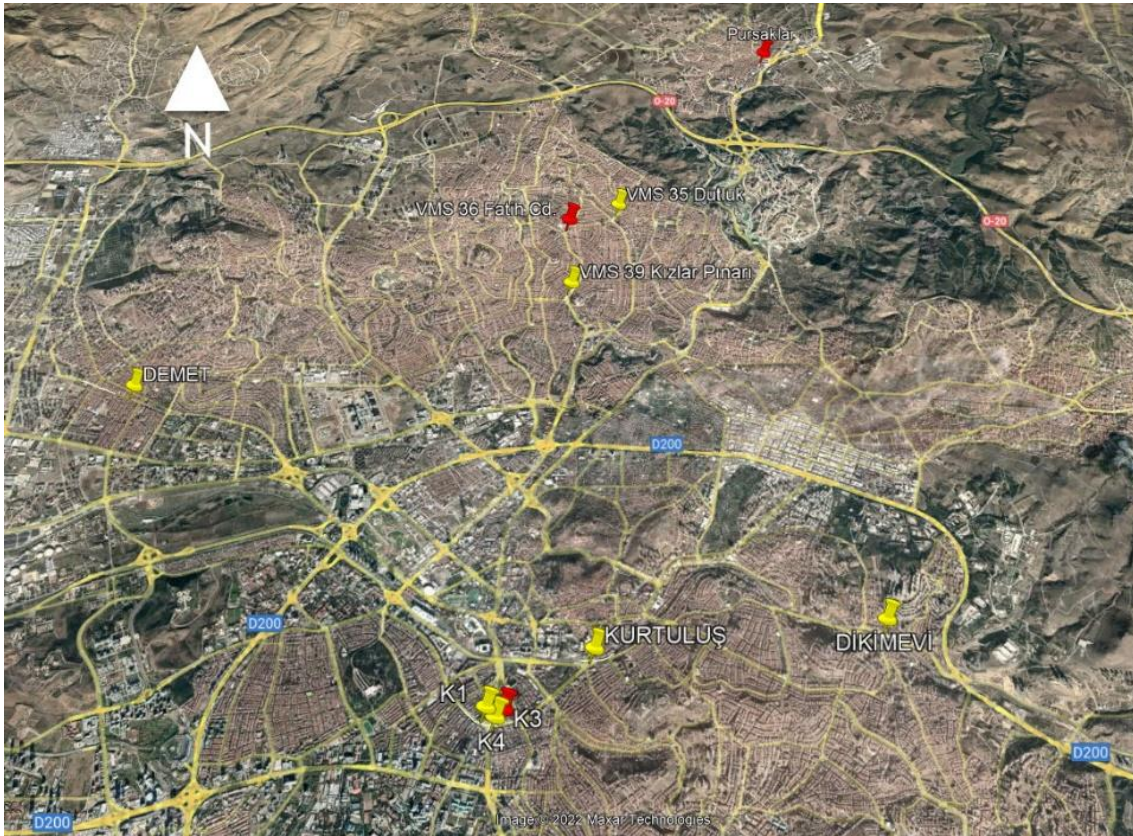 Pursaklar
O-20
N
VMS 35 Dutluk
VMS 36 Fatih Cd.
O-20
VMS 39 Kızlar Pınarı
DEMET
D200
D200
KURTULUŞ
DİKİMEVİ
K1
K3
K4
D200
D200
Image © 2022 Maxar Technologies